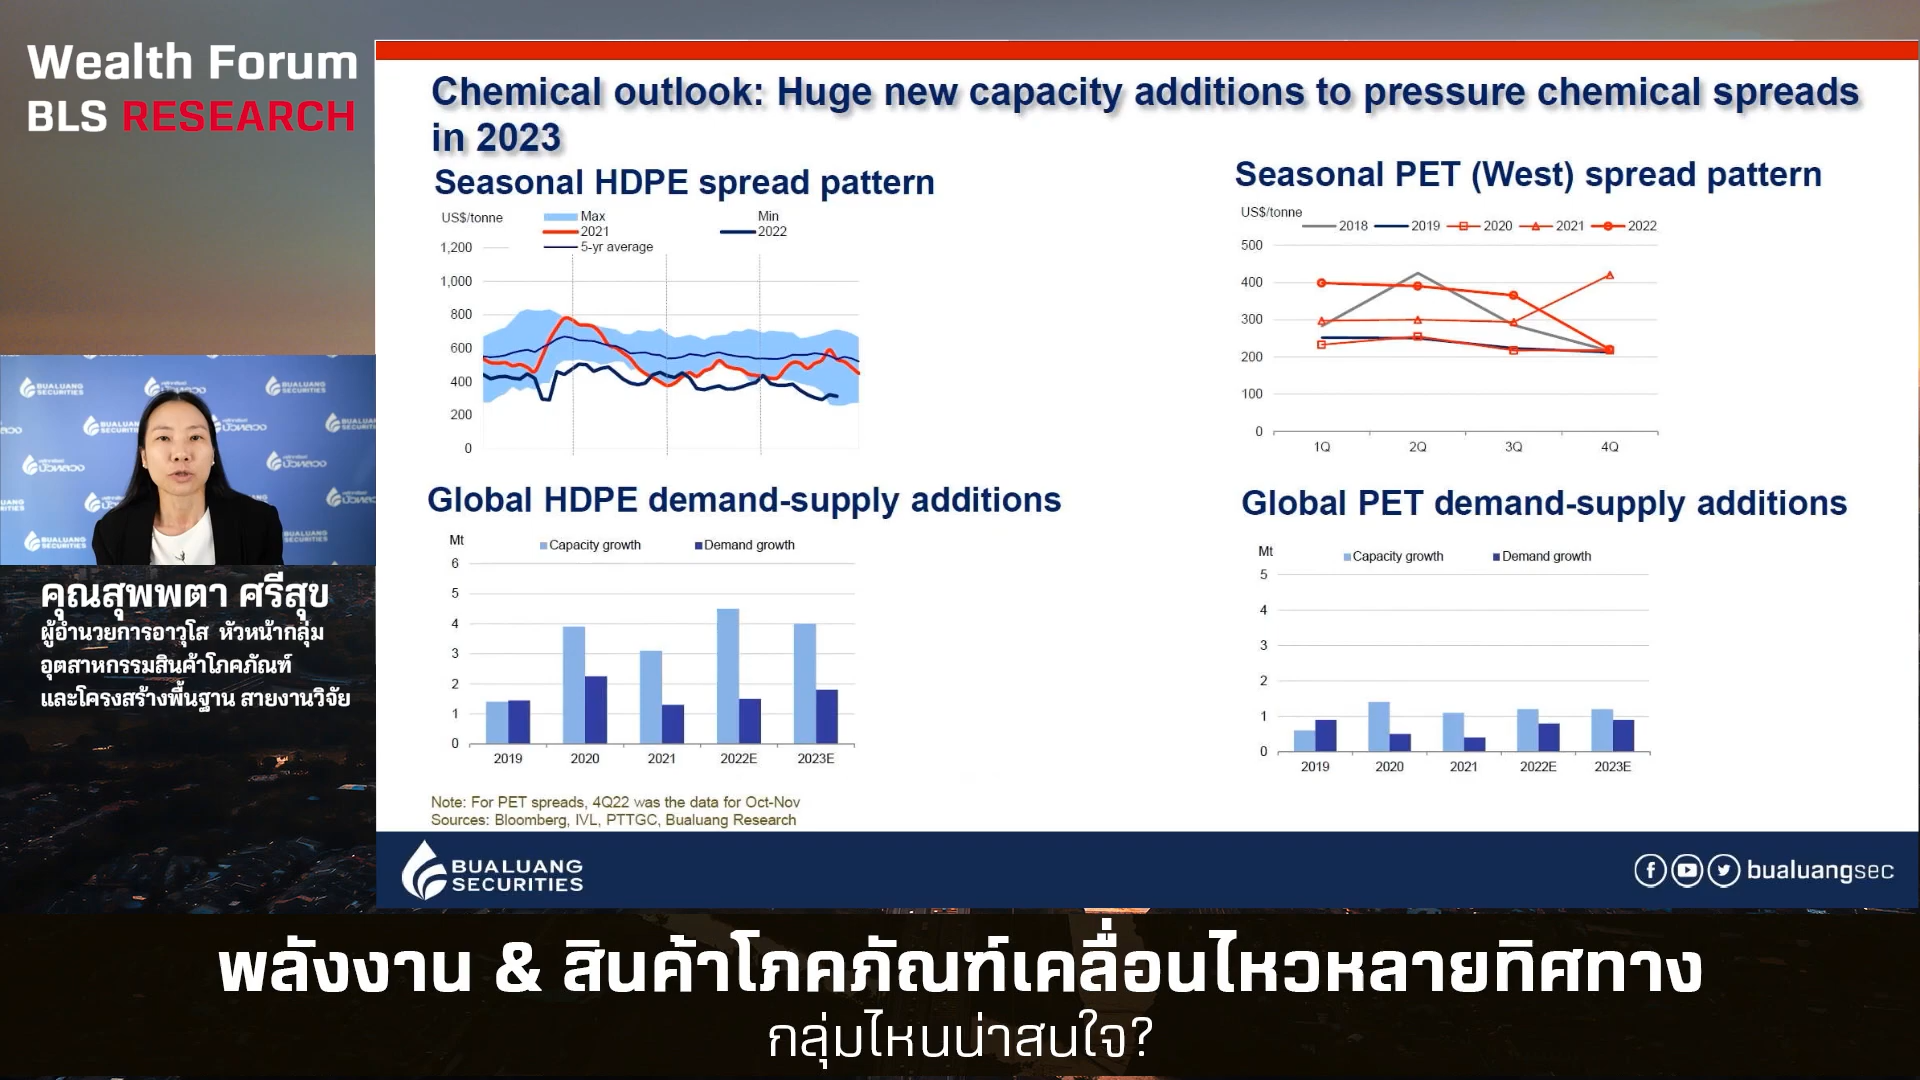 Wealth Forum
BLS RESEARCH
Chemical outlook: Huge new capacity additions to pressure chemical spreads
in 2023
Seasonal HDPE spread pattern
US$/tonne
Max
Min
2021
2022
5-yr average
1,200
1,000
800
600
400
200
0
Seasonal PET (West) spread pattern
US$/tonne
2018 2019 2020 2021 2022
500
400
300
200
100
0
1Q 2Q 3Q 4Q
Global HDPE demand-supply additions
Mt
Capacity growth Demand growth
6
5
4
3
2
1
0
2019 2020 2021 2022E 2023E
Global PET demand-supply additions
Mt
Capacity growth Demand growth
5
4
3
2
1
0
2019 2020 2021 2022E 2023E
Note: For PET spreads, 4Q22 was the data for Oct-Nov
Sources: Bloomberg, IVL, PTTGC, Bualuang Research
BUALUANG
SECURITIES
bualuangsec
BUALUANG
SECURITIES
บัวหลวง
คุณสุพพตา ศรีสุข
ผู้อำนวยการอาวุโส หัวหน้ากลุ่ม
อุตสาหกรรมสินค้าโภคภัณฑ์
และโครงสร้างพื้นฐาน สายงานวิจัย
พลังงาน & สินค้าโภคภัณฑ์เคลื่อนไหวหลายทิศทาง
กลุ่มไหนน่าสนใจ?